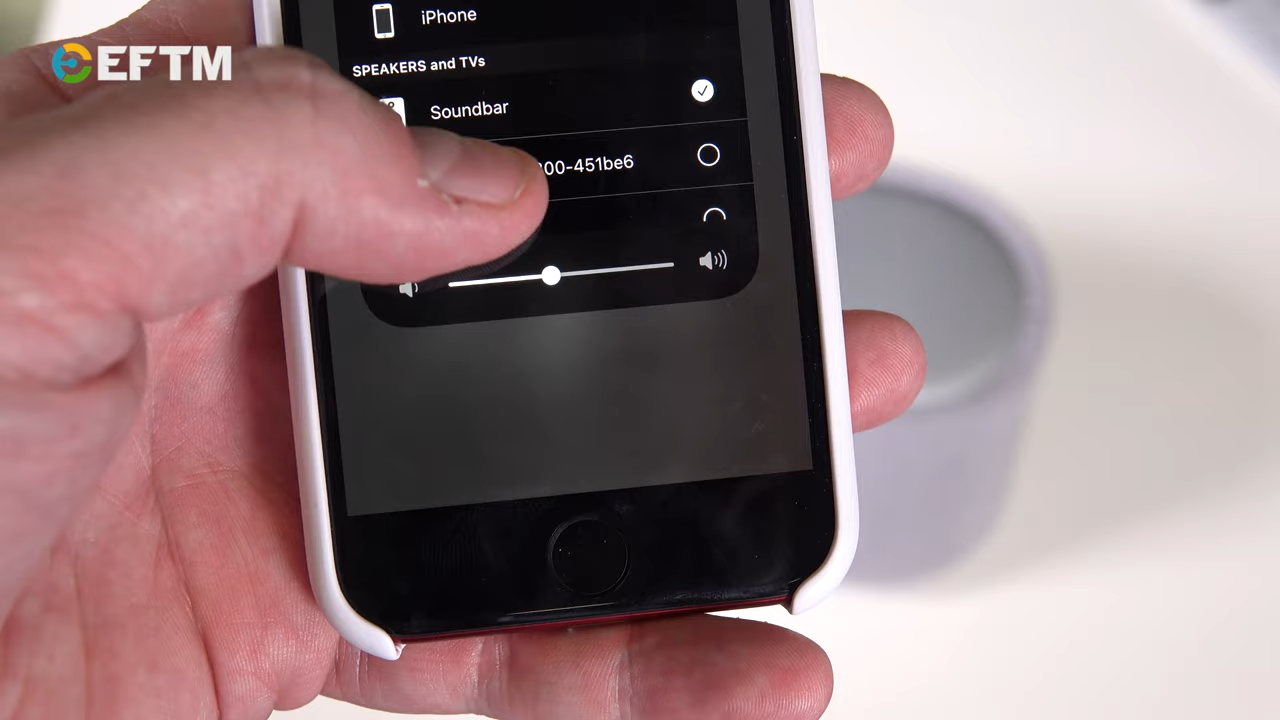 iPhone
EFTM
SPEAKERS and TVs
Soundbar
00-451be6